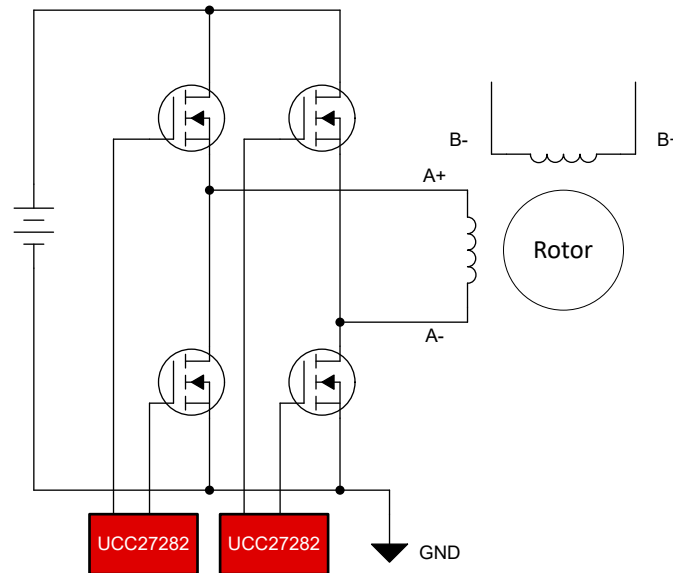 B-
B+
A+
Rotor
A-
UCC27282
UCC27282
GND